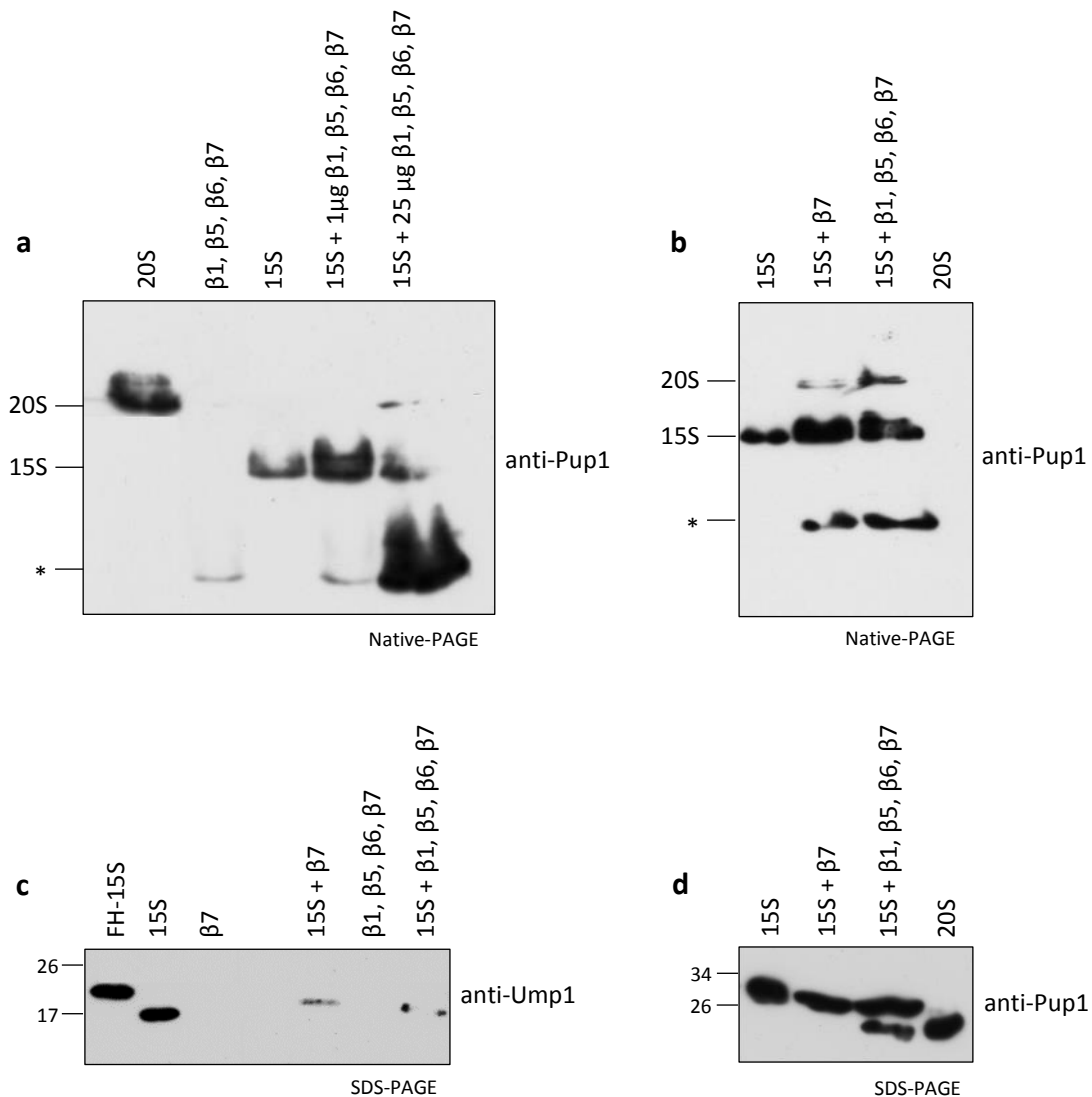 a
20S
β1, β5, β6, β7
15S
15S + 1μg β1, β5, β6, β7
15S + 25 μg β1, β5, β6, β7
20S
15S
*
anti-Pup1
Native-PAGE
b
15S
15S + β7
15S + β1, β5, β6, β7
20S
20S
15S
*
anti-Pup1
Native-PAGE
c
FH-15S
15S
β7
15S + β7
β1, β5, β6, β7
15S + β1, β5, β6, β7
26
17
anti-Ump1
SDS-PAGE
d
15S
15S + β7
15S + β1, β5, β6, β7
20S
34
26
anti-Pup1
SDS-PAGE